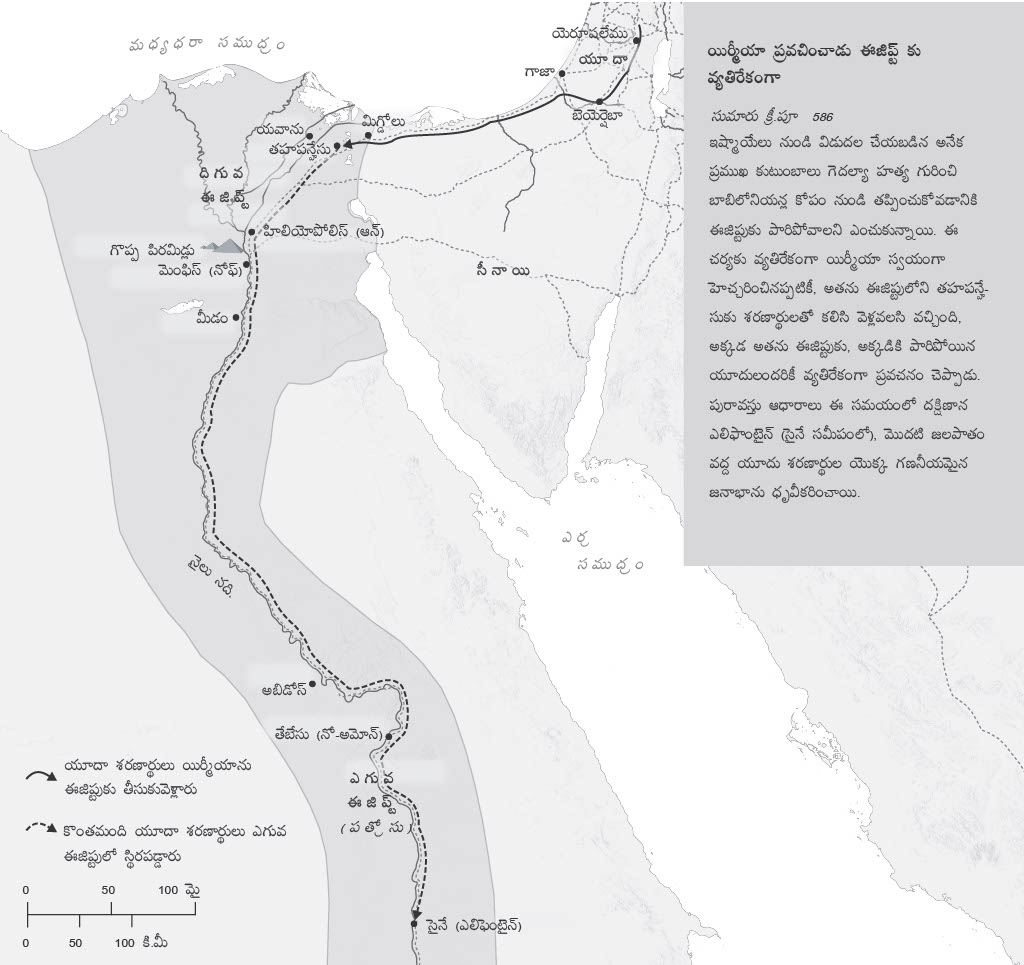 మధ్యధరా సముద్రం
యెరూషలేము
యూదా
గాజా
బెయేర్షెబా
మిగ్డోలు
యవాను
తహపన్హేసు
దిగువ
ఈజిప్ట్
హెలియోపోలిస్ (ఆన్)
గొప్ప పిరమిడ్లు
మెంఫిస్ (నోఫ్)
మీడం
సీనాయి
ఎర్ర
సముద్రం
నైలు నది.
అబిడోస్
తేబేసు (నో-అమోన్)
ఎగువ
ఈజిప్ట్
(పత్రోసు)
సైనే (ఎలిఫెంటైన్)
యిర్మీయా ప్రవచించాడు ఈజిప్ట్ కు
వ్యతిరేకంగా
సుమారు క్రీ.పూ 586
ఇష్మాయేలు నుండి విడుదల చేయబడిన అనేక
ప్రముఖ కుటుంబాలు గెదల్యా హత్య గురించి
బాబిలోనియన్ల కోపం నుండి తప్పించుకోవడానికి
ఈజిప్టుకు పారిపోవాలని ఎంచుకున్నాయి. ఈ
చర్యకు వ్యతిరేకంగా యిర్మీయా స్వయంగా
హెచ్చరించినప్పటికీ, అతను ఈజిప్టులోని తహపన్హే-
సుకు శరణార్థులతో కలిసి వెళ్లవలసి వచ్చింది,
అక్కడ అతను ఈజిప్టుకు, అక్కడికి పారిపోయిన
యూదులందరికీ వ్యతిరేకంగా ప్రవచనం చెప్పాడు.
పురావస్తు ఆధారాలు ఈ సమయంలో దక్షిణాన
ఎలిఫాంటైన్ (సైనే సమీపంలో), మొదటి జలపాతం
వద్ద యూదు శరణార్థుల యొక్క గణనీయమైన
జనాభాను ధృవీకరించాయి.
యూదా శరణార్థులు యిర్మీయాను
ఈజిప్టుకు తీసుకువెళ్లారు
కొంతమంది యూదా శరణార్థులు ఎగువ
ఈజిప్టులో స్థిరపడ్డారు
0 50 100 మై
0 50 100 కి.మీ